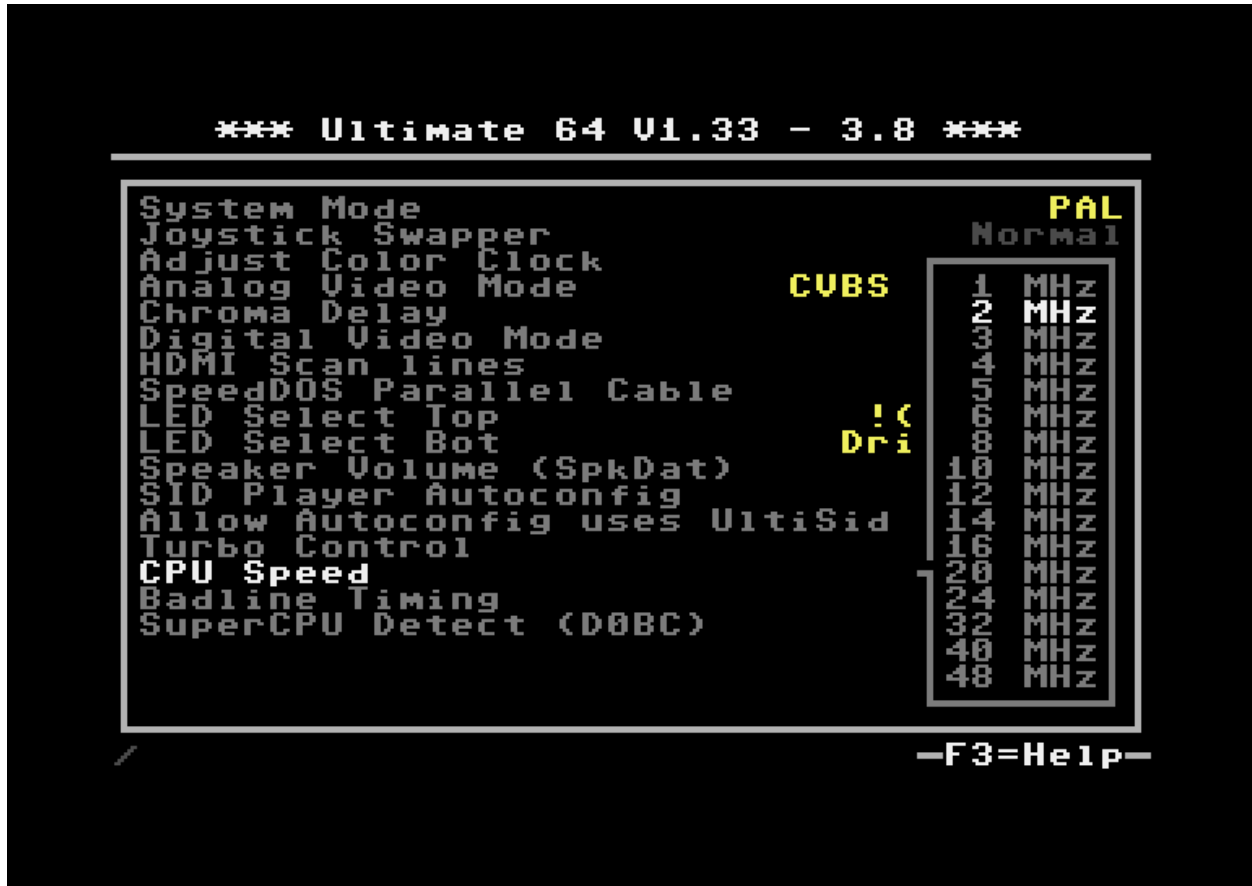 *** Ultimate 64 V1.33 - 3.8 ***
System Mode PAL
Joystick Swapper Normal
Adjust Color Clock
Analog Video Mode CVBS 1 MHz
Chroma Delay 2 MHz
Digital Video Mode 3 MHz
HDMI Scan lines 4 MHz
SpeedDOS Parallel Cable 5 MHz
LED Select Top !( 6 MHz
LED Select Bot Dri 8 MHz
Speaker Volume (SpkDat) 10 MHz
SID Player Autoconfig 12 MHz
Allow Autoconfig uses UltiSid 14 MHz
Turbo Control 16 MHz
CPU Speed 20 MHz
Badline Timing 24 MHz
SuperCPU Detect (D0BC) 32 MHz
40 MHz
48 MHz
/ -F3=Help-